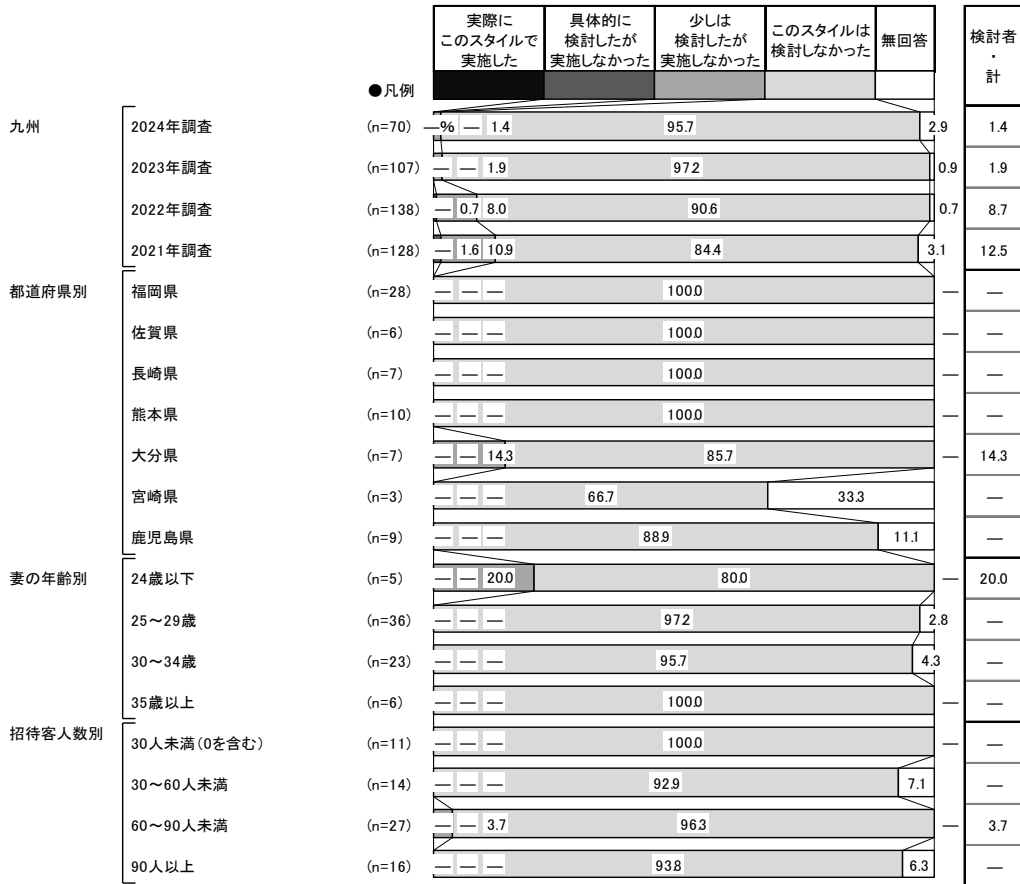 実際に
このスタイルで
実施した
具体的に
検討したが
実施しなかった
少しは
検討したが
実施しなかった
このスタイルは
検討しなかった
無回答
検討者
・
計
●凡例
九州 2024年調査 (n=70) —% — 1.4 95.7 2.9 1.4
2023年調査 (n=107) — — 1.9 97.2 0.9 1.9
2022年調査 (n=138) — 0.7 8.0 90.6 0.7 8.7
2021年調査 (n=128) — 1.6 10.9 84.4 3.1 12.5
都道府県別 福岡県 (n=28) — — — 100.0 — —
佐賀県 (n=6) — — — 100.0 — —
長崎県 (n=7) — — — 100.0 — —
熊本県 (n=10) — — — 100.0 — —
大分県 (n=7) — — 14.3 85.7 — 14.3
宮崎県 (n=3) — — — 66.7 33.3 —
鹿児島県 (n=9) — — — 88.9 11.1 —
妻の年齢別 24歳以下 (n=5) — — 20.0 80.0 — 20.0
25～29歳 (n=36) — — — 97.2 2.8 —
30～34歳 (n=23) — — — 95.7 4.3 —
35歳以上 (n=6) — — — 100.0 — —
招待客人数別 30人未満(0を含む) (n=11) — — — 100.0 — —
30～60人未満 (n=14) — — — 92.9 7.1 —
60～90人未満 (n=27) — — 3.7 96.3 — 3.7
90人以上 (n=16) — — — 93.8 6.3 —